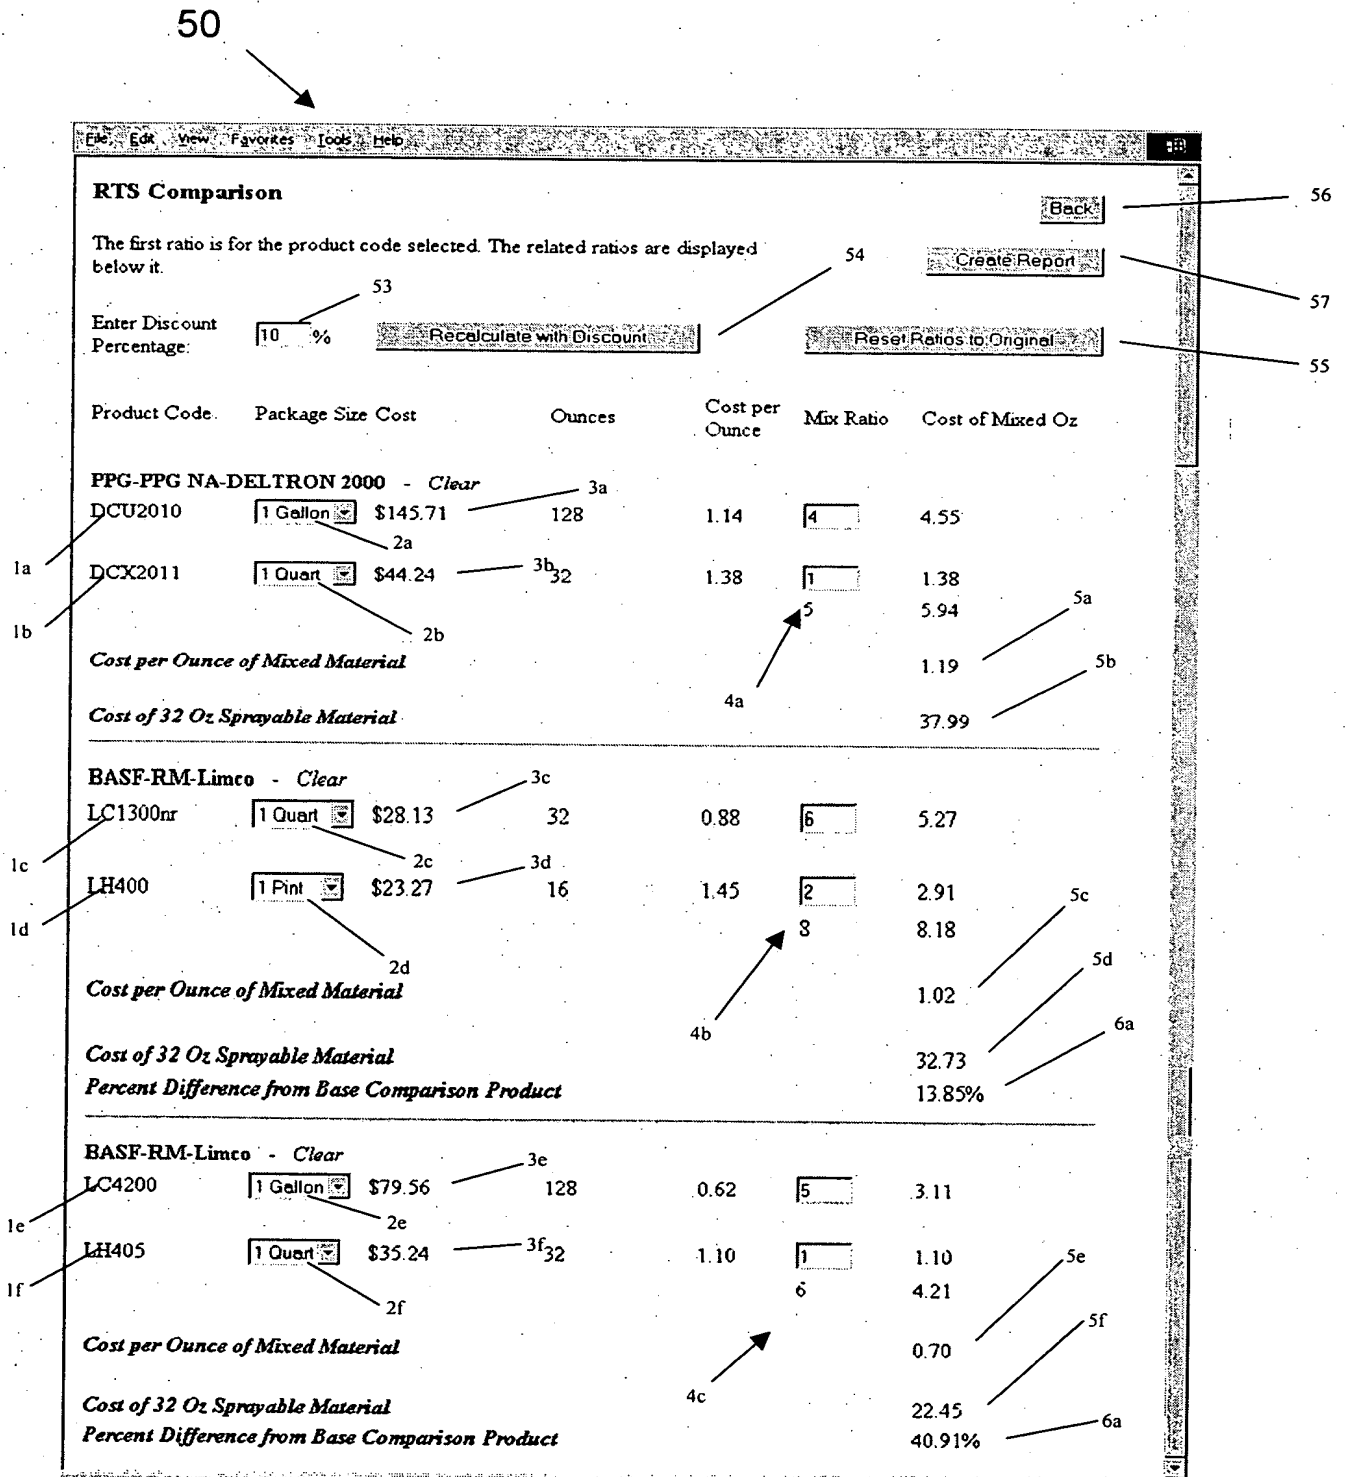 50
File Edit View Favorites Tools Help
RTS Comparison
Back
56
The first ratio is for the product code selected. The related ratios are displayed
below it.
54
Create Report
57
53
Enter Discount
Percentage:
10 %
Recalculate with Discount
Reset Ratios to Original
55
Product Code Package Size Cost Ounces Cost per
Ounce Mix Ratio Cost of Mixed Oz
PPG-PPG NA-DELTRON 2000 - Clear
3a
DCU2010 1 Gallon $145.71 128 1.14 4 4.55
2a
1a
DCX2011 1 Quart $44.24 3b 32 1.38 1 1.38
5 5.94
5a
1b
2b
Cost per Ounce of Mixed Material 1.19
5b
4a
Cost of 32 Oz Sprayable Material 37.99
BASF-RM-Limco - Clear
3c
LC1300nr 1 Quart $28.13 32 0.88 6 5.27
1c
2c
3d
LH400 1 Pint $23.27 16 1.45 2 2.91
5c
1d
8 8.18
2d
5d
Cost per Ounce of Mixed Material 1.02
4b
6a
Cost of 32 Oz Sprayable Material 32.73
Percent Difference from Base Comparison Product 13.85%
BASF-RM-Limco - Clear
3e
LC4200 1 Gallon $79.56 128 0.62 5 3.11
1e
2e
LH405 1 Quart $35.24 3f 32 1.10 1 1.10
5e
1f
6 4.21
2f
5f
Cost per Ounce of Mixed Material 0.70
4c
Cost of 32 Oz Sprayable Material 22.45
6a
Percent Difference from Base Comparison Product 40.91%